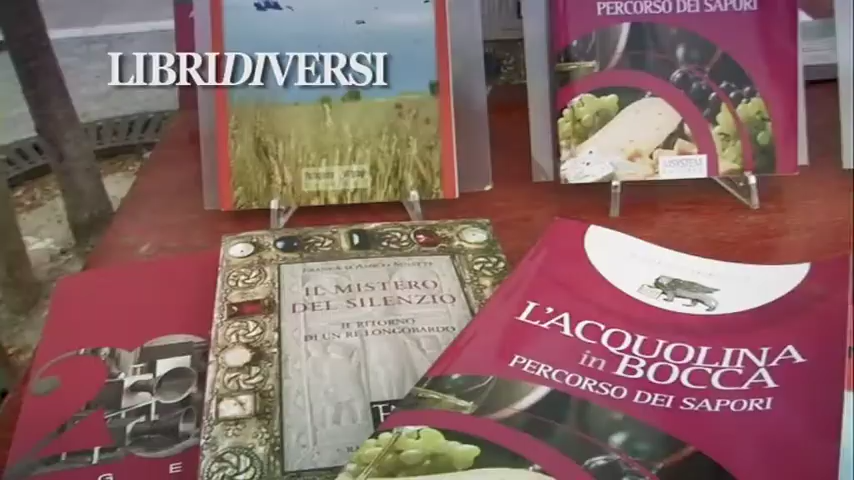 LIBRIDIVERSI
PERCORSO DEI SAPORI
IL MISTERO
DEL SILENZIO
IL RITORNO
DI UN RE LONGOBARDO
L'ACQUOLINA
in BOCCA
PERCORSO DEI SAPORI
20
G E